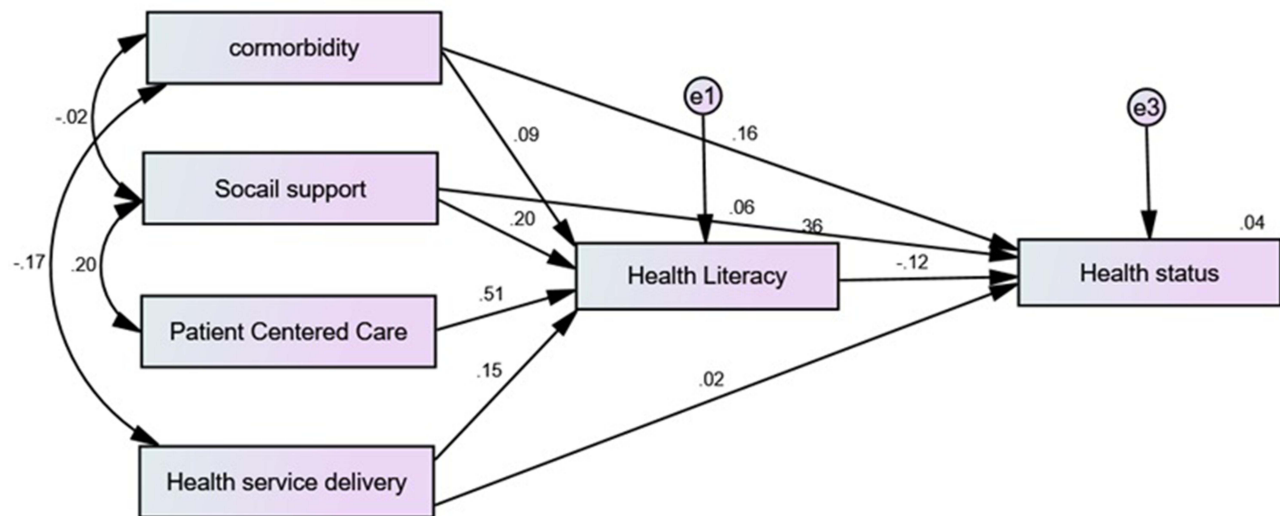 cormorbidity
e1
e3
-.02
.09
.16
Socail support
.20
.06
36
.04
-.17
.20
Health Literacy
-.12
Health status
.51
Patient Centered Care
.15
.02
Health service delivery